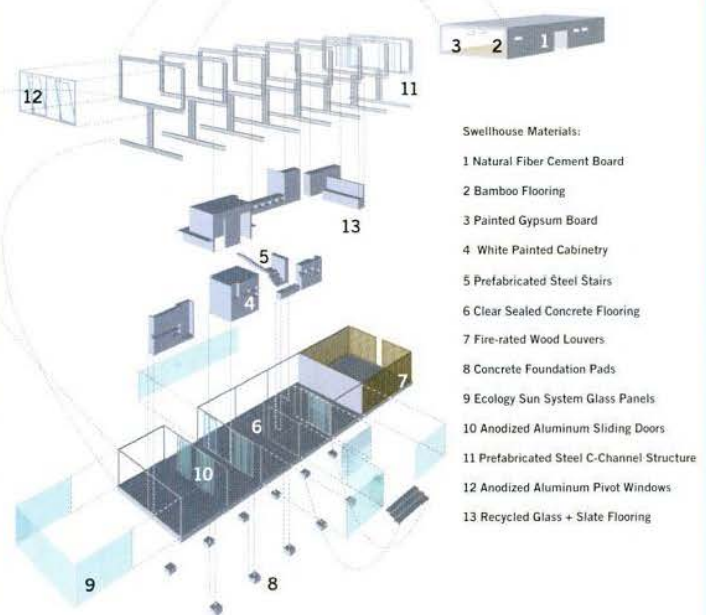 3 2 1
12
11
13
5
4
7
6
10
9
8
Swellhouse Materials:
1 Natural Fiber Cement Board
2 Bamboo Flooring
3 Painted Gypsum Board
4 White Painted Cabinetry
5 Prefabricated Steel Stairs
6 Clear Sealed Concrete Flooring
7 Fire-rated Wood Louvers
8 Concrete Foundation Pads
9 Ecology Sun System Glass Panels
10 Anodized Aluminum Sliding Doors
11 Prefabricated Steel C-Channel Structure
12 Anodized Aluminum Pivot Windows
13 Recycled Glass + Slate Flooring